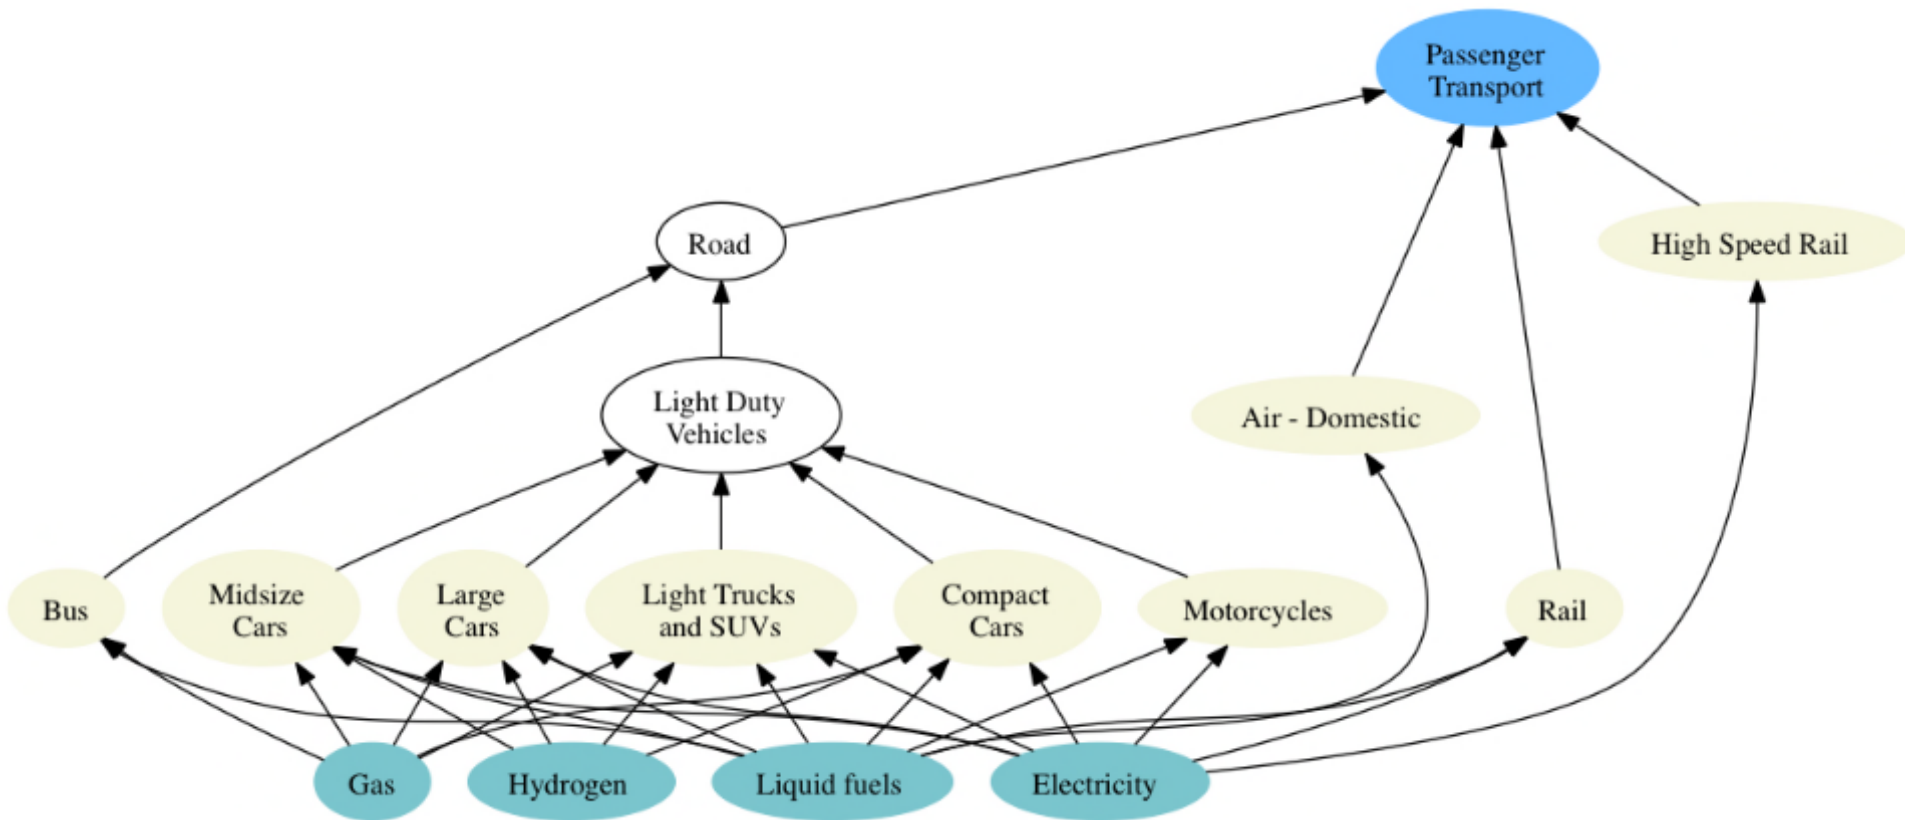 Passenger
Transport
Road
High Speed Rail
Light Duty
Vehicles
Air - Domestic
Bus
Midsize
Cars
Large
Cars
Light Trucks
and SUVs
Compact
Cars
Motorcycles
Rail
Gas
Hydrogen
Liquid fuels
Electricity